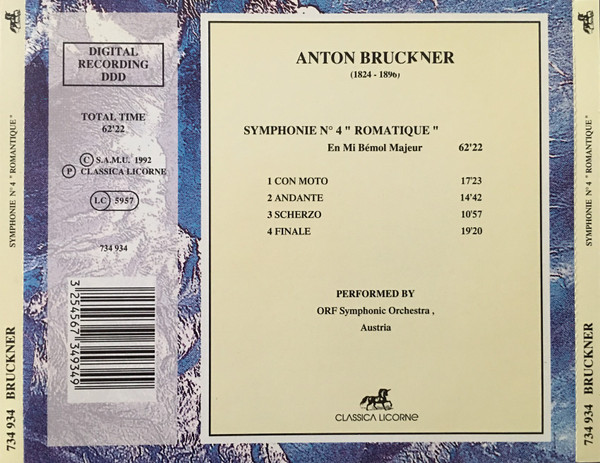 SYMPHONIE N° 4 " ROMANTIQUE "
BRUCKNER
734 934
DIGITAL
RECORDING
DDD
TOTAL TIME
62'22
C S.A.M.U. 1992
P CLASSICA LICORNE
LC 5957
734 934
3 254567 349349
ANTON BRUCKNER
(1824 - 1896)
SYMPHONIE N° 4 " ROMATIQUE "
En Mi Bémol Majeur 62'22
1 CON MOTO 17'23
2 ANDANTE 14'42
3 SCHERZO 10'57
4 FINALE 19'20
PERFORMED BY
ORF Symphonic Orchestra ,
Austria
CLASSICA LICORNE
SYMPHONIE N° 4 " ROMANTIQUE "
BRUCKNER
734 934